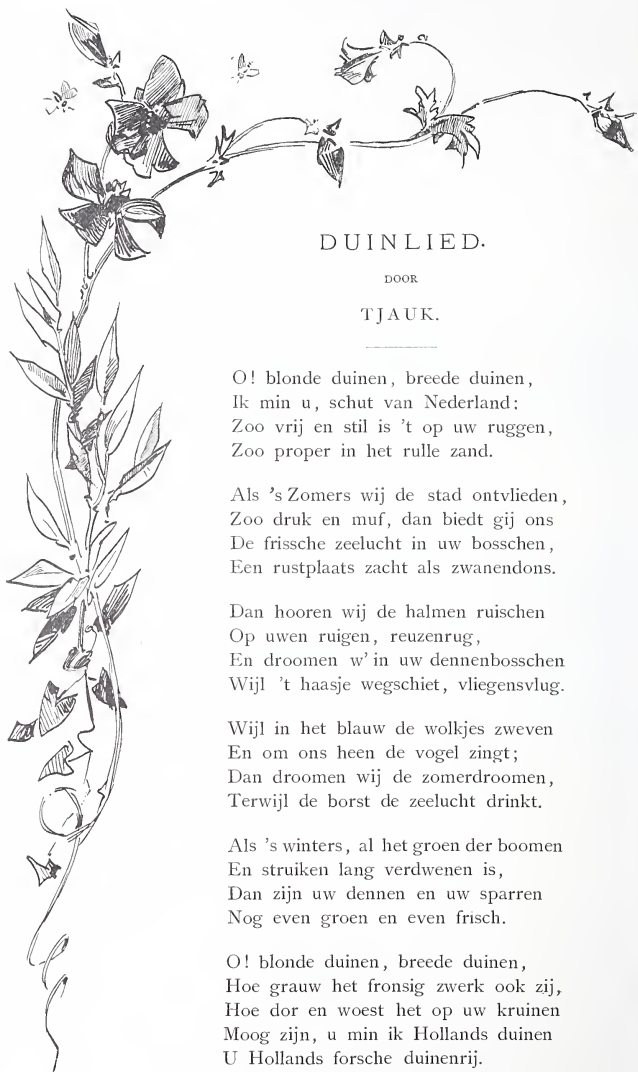 DUINLIED.
DOOR
TJAUK.
O! blonde duinen, breede duinen,
Ik min u, schut van Nederland:
Zoo vrij en stil is 't op uw ruggen,
Zoo proper in het rulle zand.
Als 's Zomers wij de stad ontvlieden,
Zoo druk en muf, dan biedt gij ons
De frissche zeelucht in uw bosschen,
Een rustplaats zacht als zwanendons.
Dan hooren wij de halmen ruischen
Op uwen ruigen, reuzenrug,
En droomen w' in uw dennenbosschen
Wijl 't haasje wegschiet, vliegensvlug.
Wijl in het blauw de wolkjes zweven
En om ons heen de vogel zingt;
Dan droomen wij de zomerdroomen,
Terwijl de borst de zeelucht drinkt.
Als 's winters, al het groen der boomen
En struiken lang verdwenen is,
Dan zijn uw dennen en uw sparren
Nog even groen en even frisch.
O! blonde duinen, breede duinen,
Hoe grauw het fronsig zwerk ook zij,
Hoe dor en woest het op uw kruinen
Moog zijn, u min ik Hollands duinen
U Hollands forsche duinenrij.